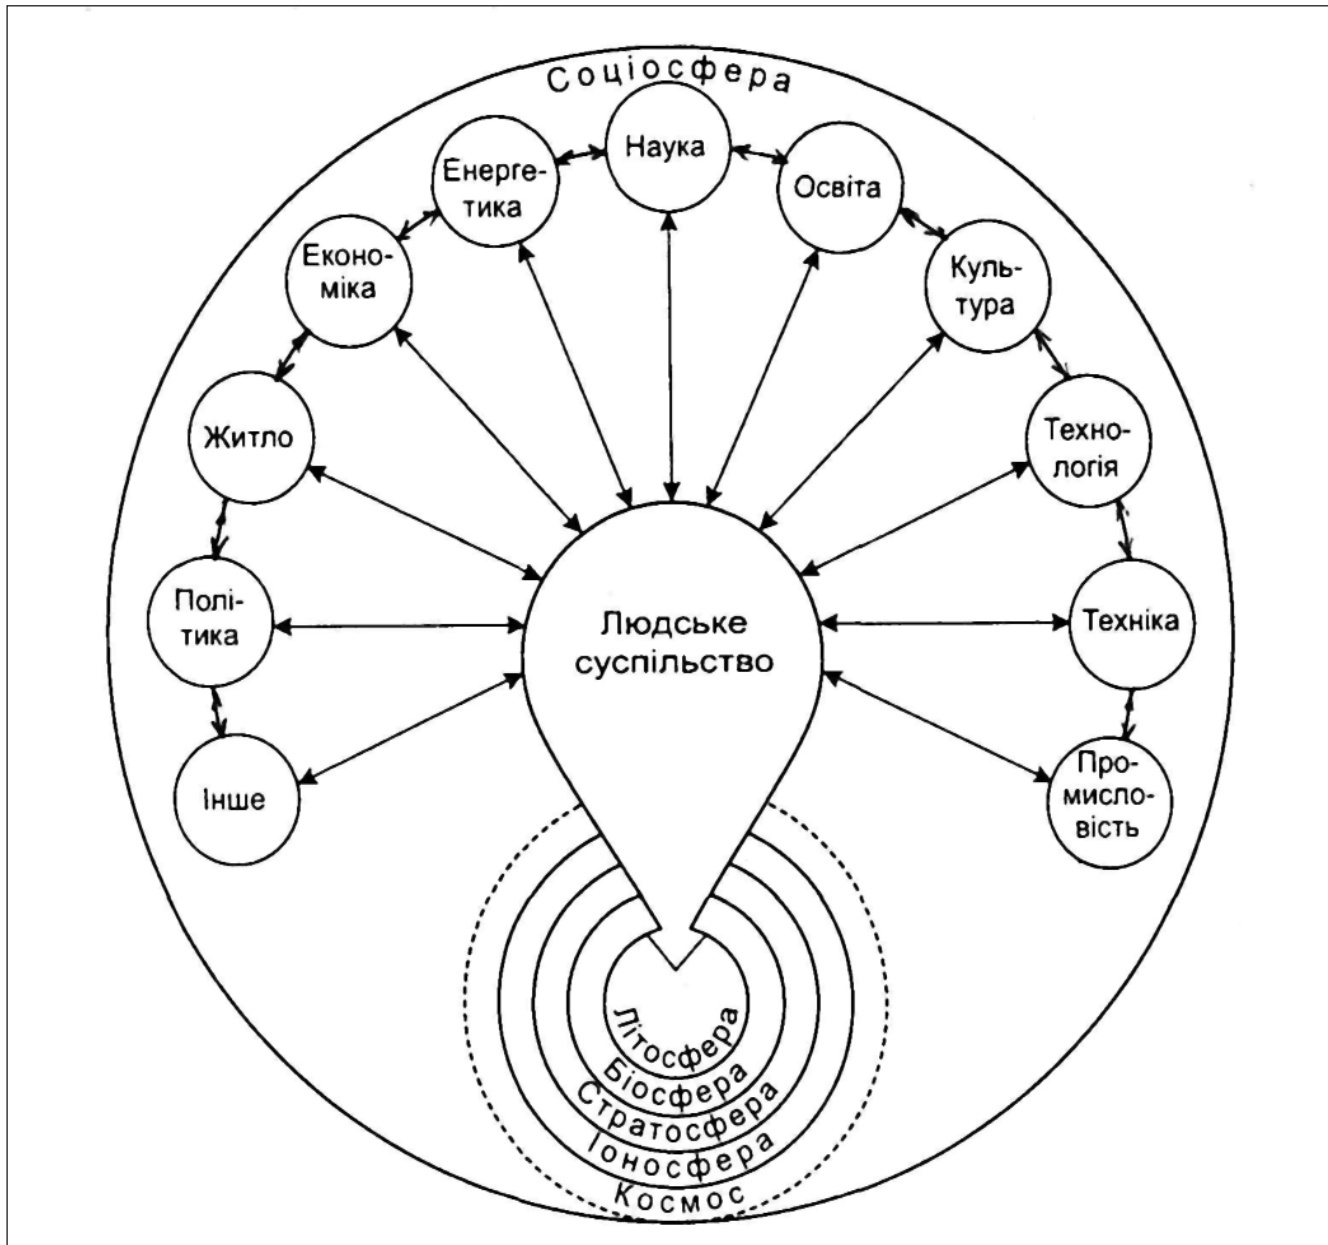 Соціосфера
Наука
Енерге-
тика
Освіта
Еконо-
міка
Куль-
тура
Житло
Техно-
логія
Полі-
тика
Людське
суспільство
Техніка
Інше
Про-
мисло-
вість
Літосфера
Біосфера
Стратосфера
Іоносфера
Космос